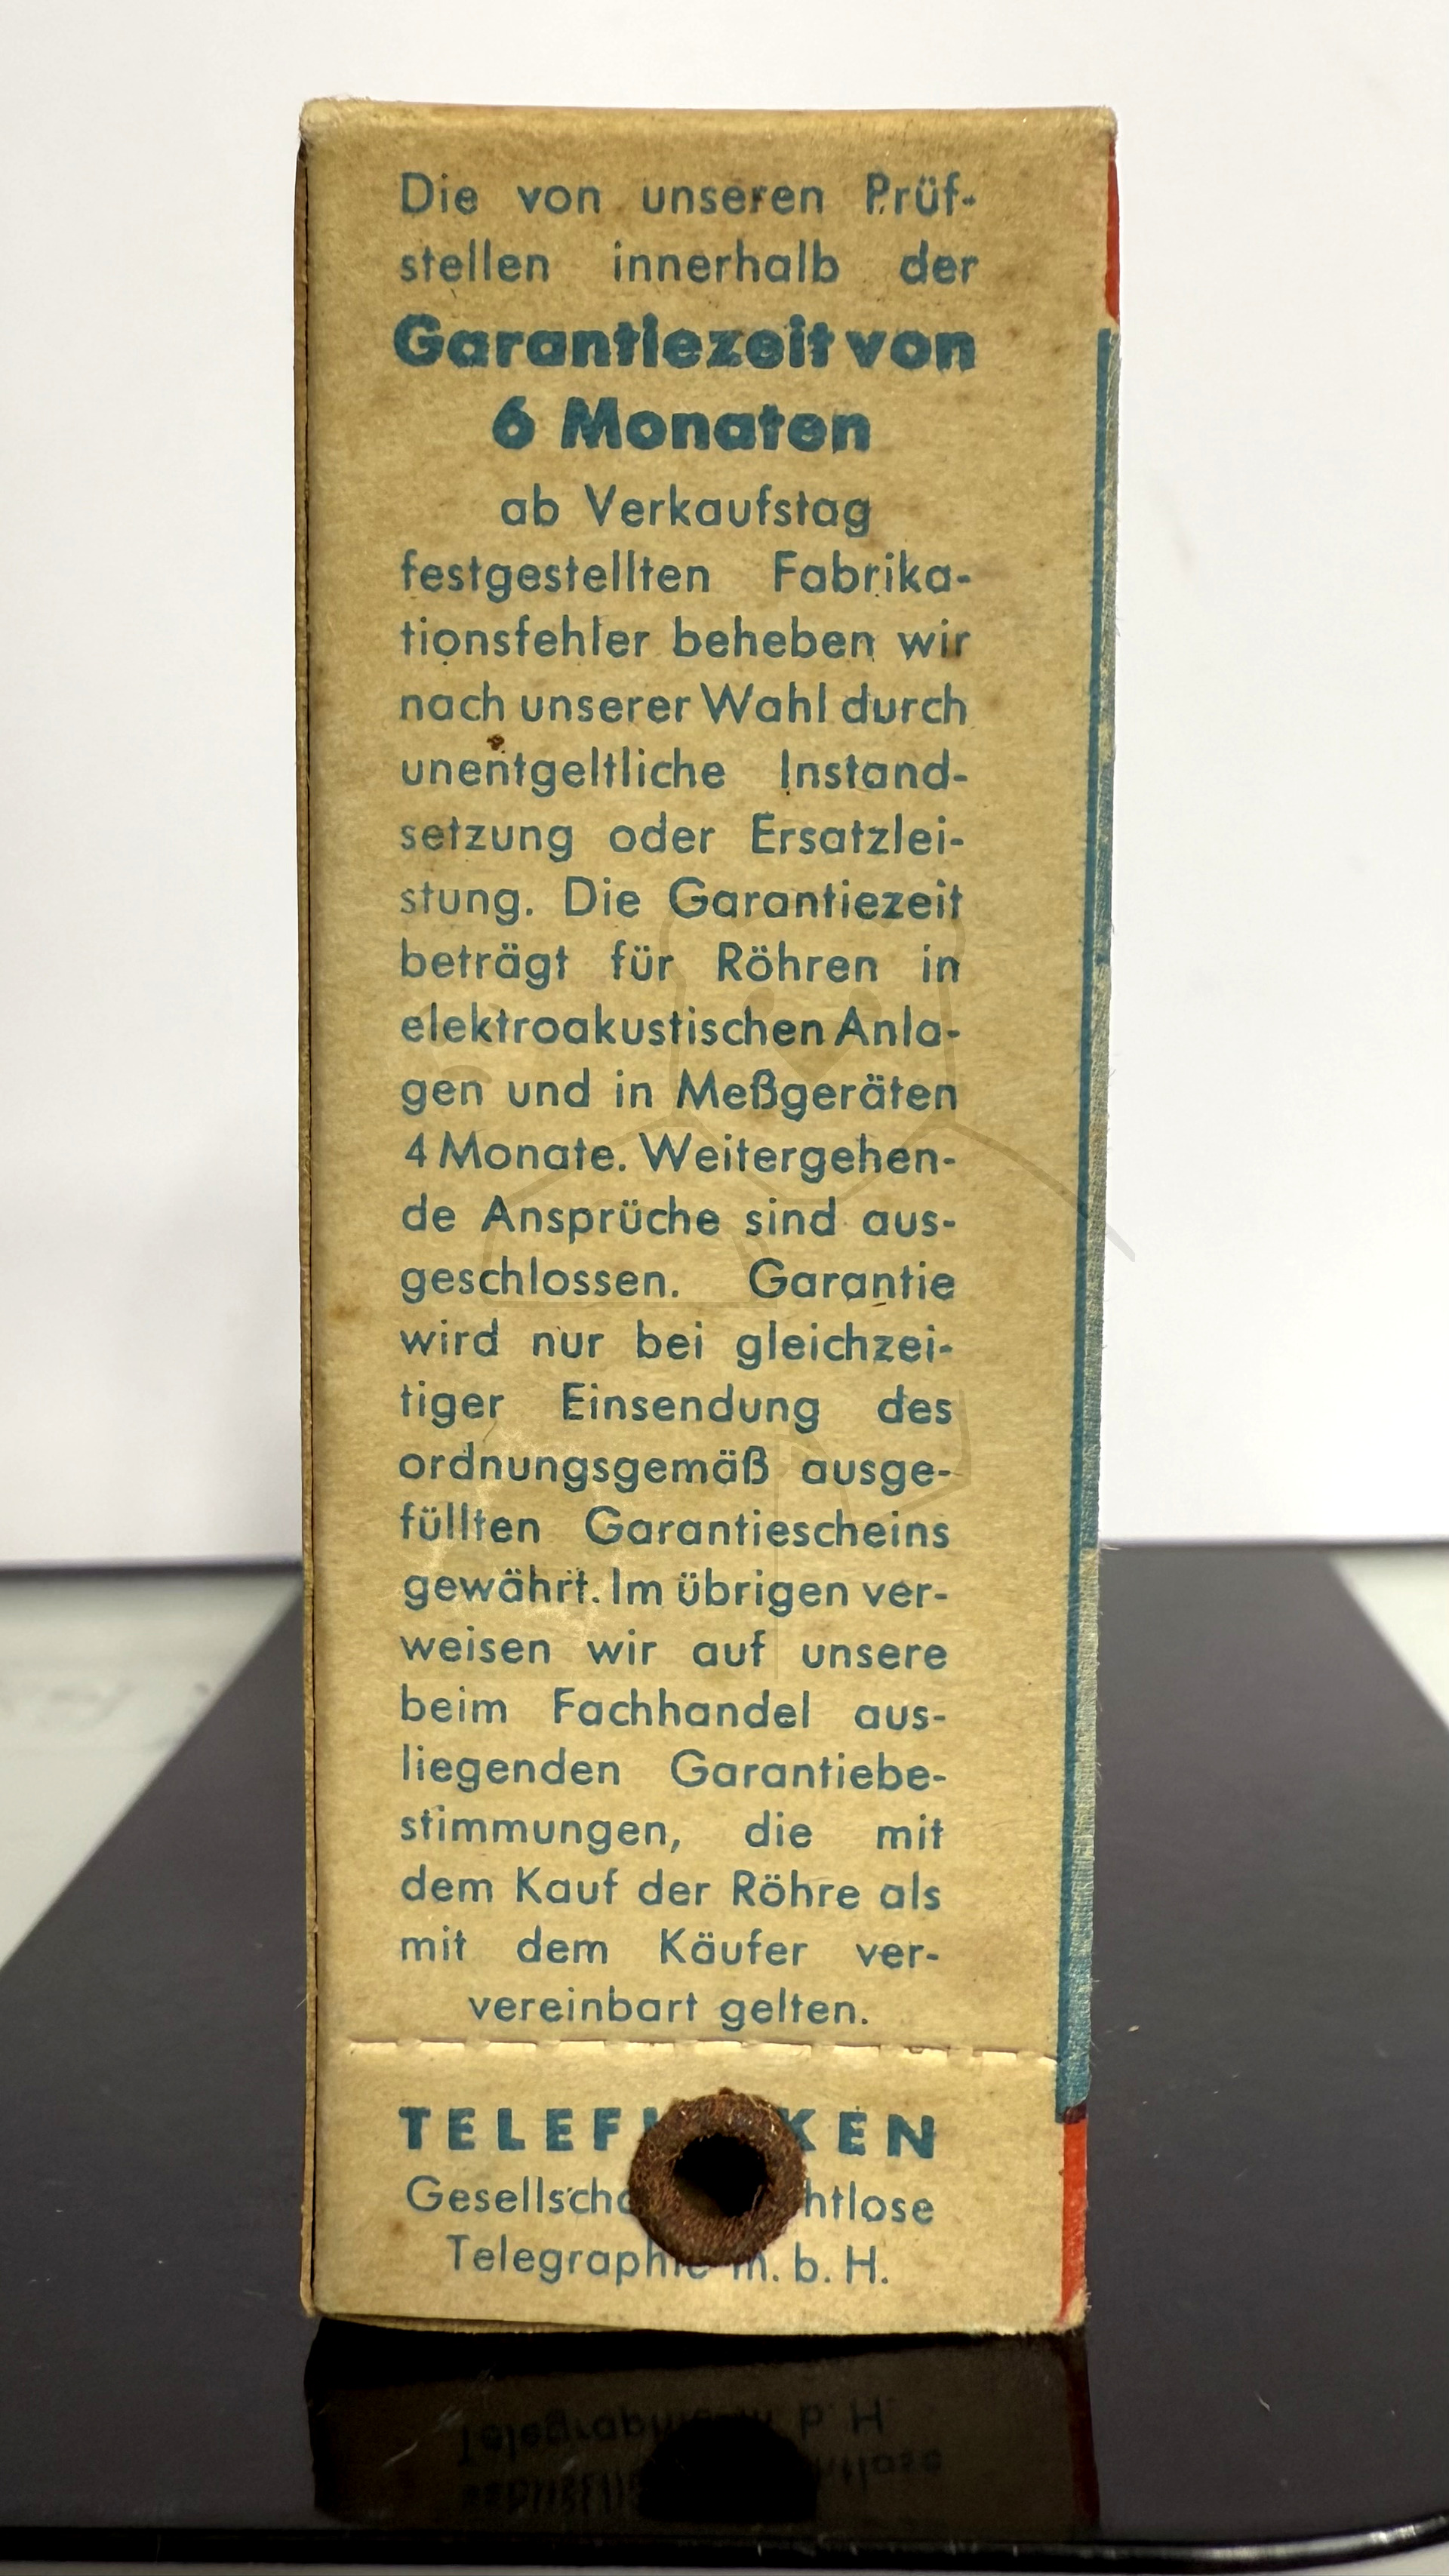 Die von unseren Prüf-
stellen innerhalb der
Garantiezeit von
6 Monaten
ab Verkaufstag
festgestellten Fabrika-
tionsfehler beheben wir
nach unserer Wahl durch
unentgeltliche Instand-
setzung oder Ersatzlei-
stung. Die Garantiezeit
beträgt für Röhren in
elektroakustischen Anla-
gen und in Meßgeräten
4 Monate. Weitergehen-
de Ansprüche sind aus-
geschlossen. Garantie
wird nur bei gleichzei-
tiger Einsendung des
ordnungsgemäß ausge-
füllten Garantiescheins
gewährt. Im übrigen ver-
weisen wir auf unsere
beim Fachhandel aus-
liegenden Garantiebe-
stimmungen, die mit
dem Kauf der Röhre als
mit dem Käufer ver-
vereinbart gelten.
TELEFUNKEN
Telegraphie m. b. H.